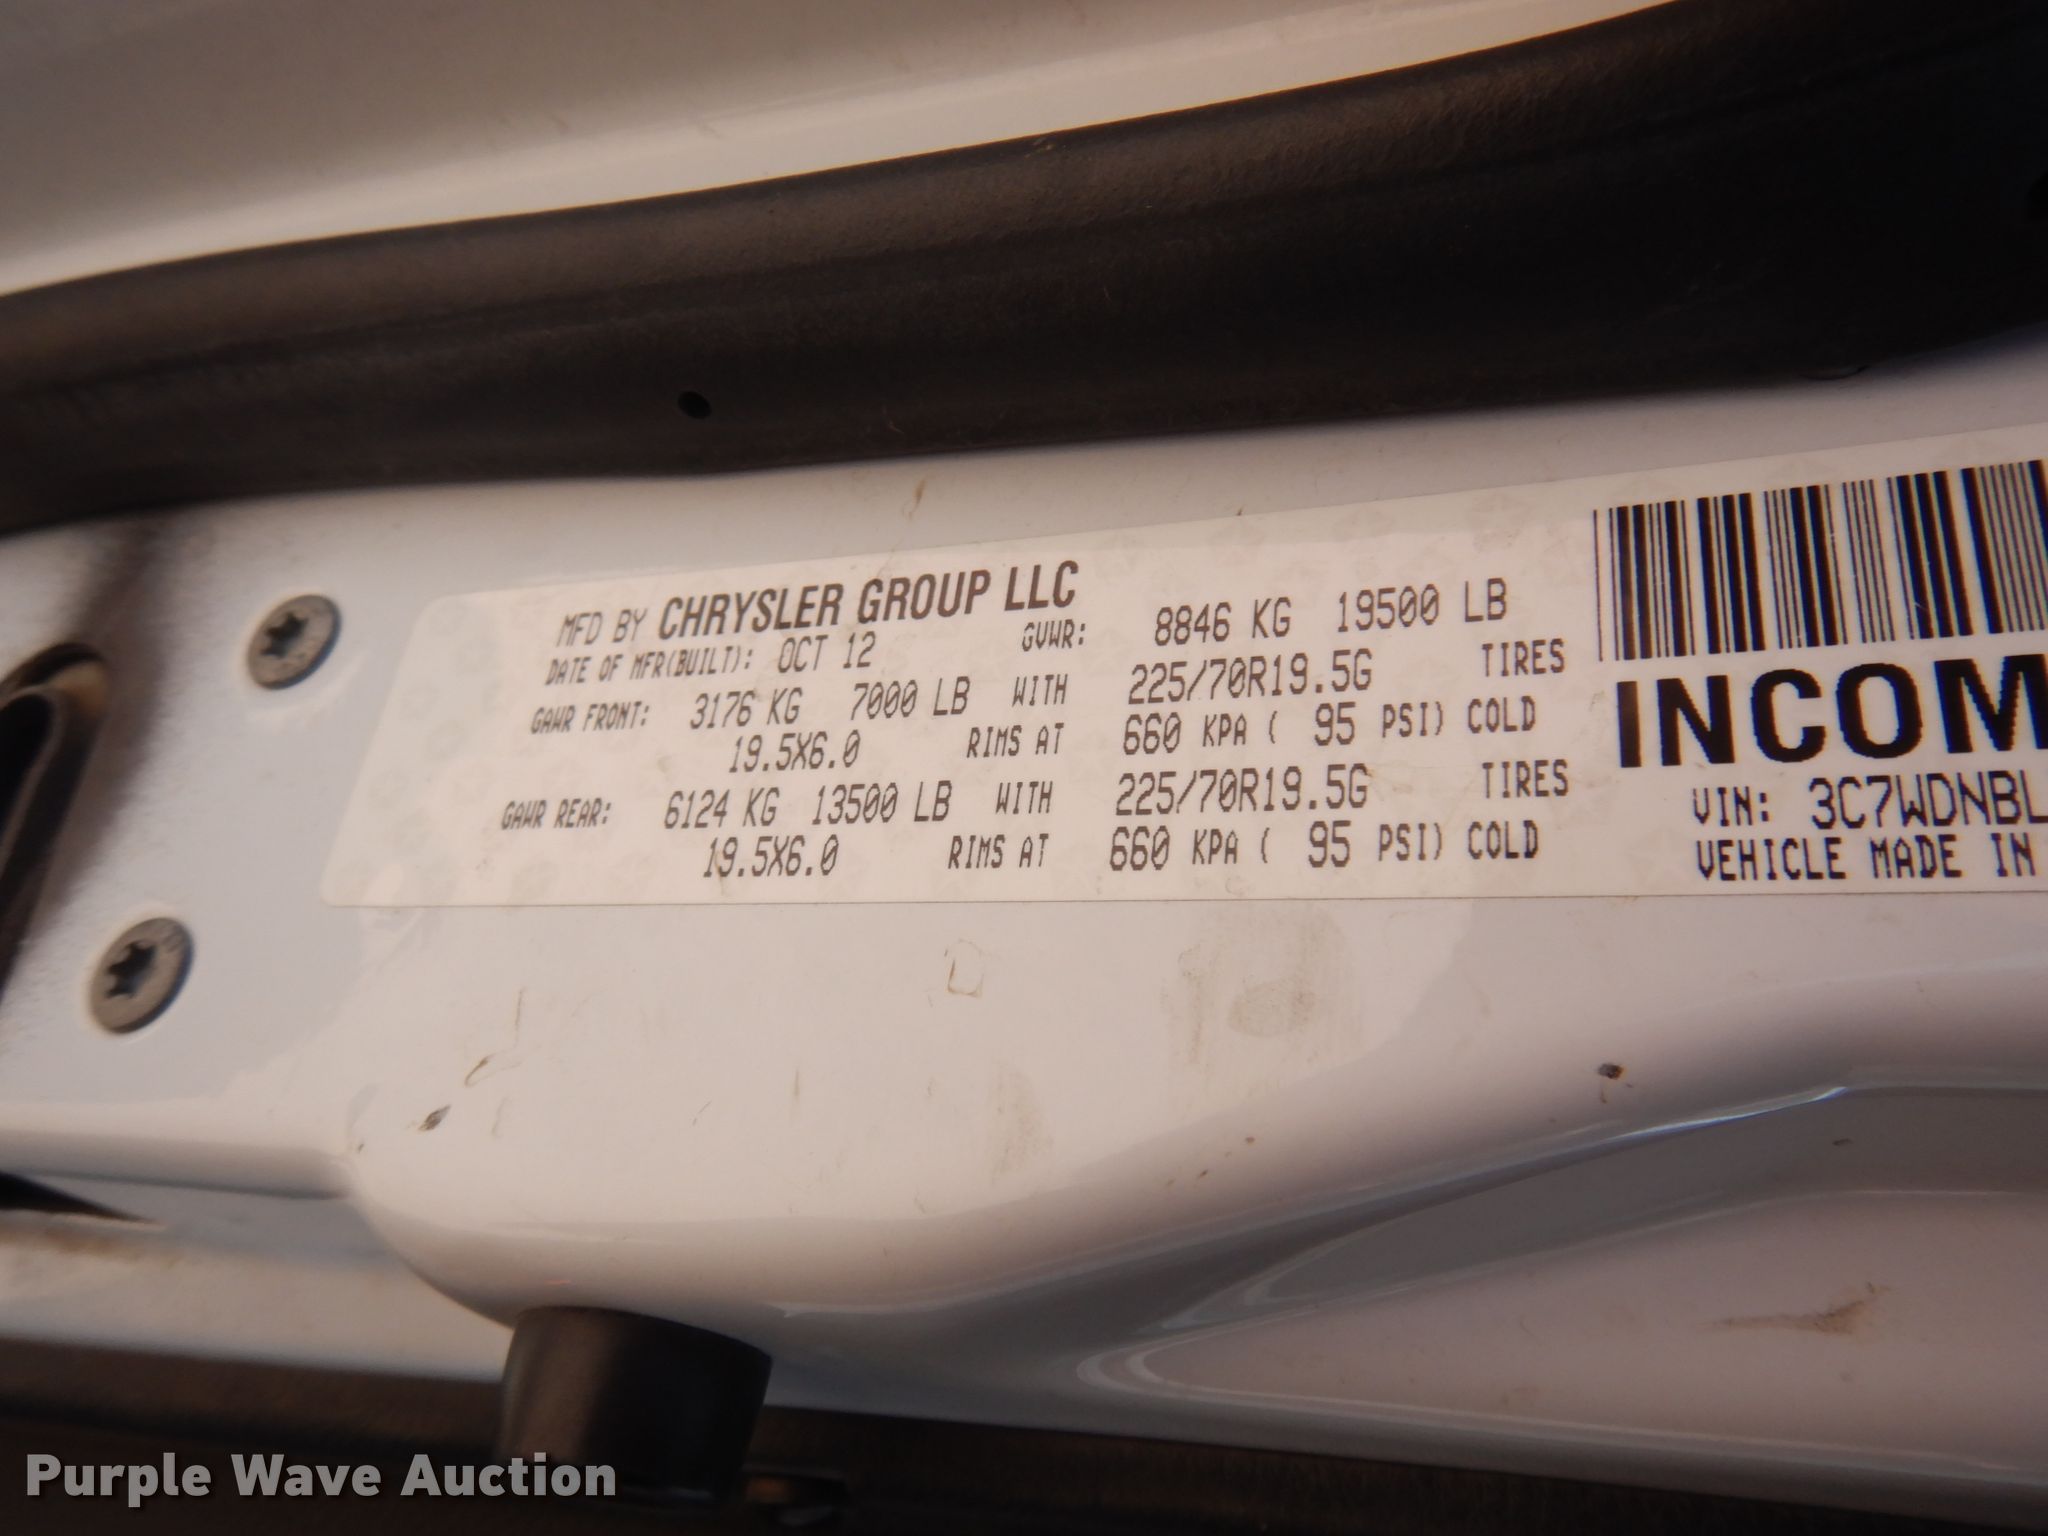 MFD BY CHRYSLER GROUP LLC
DATE OF MFR(BUILT): OCT 12 GVWR: 8846 KG 19500 LB
GAWR FRONT: 3176 KG 7000 LB WITH 225/70R19.5G TIRES
19.5X6.0 RIMS AT 660 KPA ( 95 PSI) COLD
GAWR REAR: 6124 KG 13500 LB WITH 225/70R19.5G TIRES
19.5X6.0 RIMS AT 660 KPA ( 95 PSI) COLD
INCOM
VIN: 3C7WDNBL
VEHICLE MADE IN
Purple Wave Auction